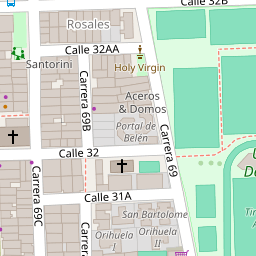 Calle 32B
Rosales
Calle 32AA
Santorini
Holy Virgin
Carrera 69B
Aceros
& Domos
Portal de
Belén
Carrera 69
Calle 32
Carrera 69C
Calle 31A
San Bartolome
Orihuela
I
Orihuela
II